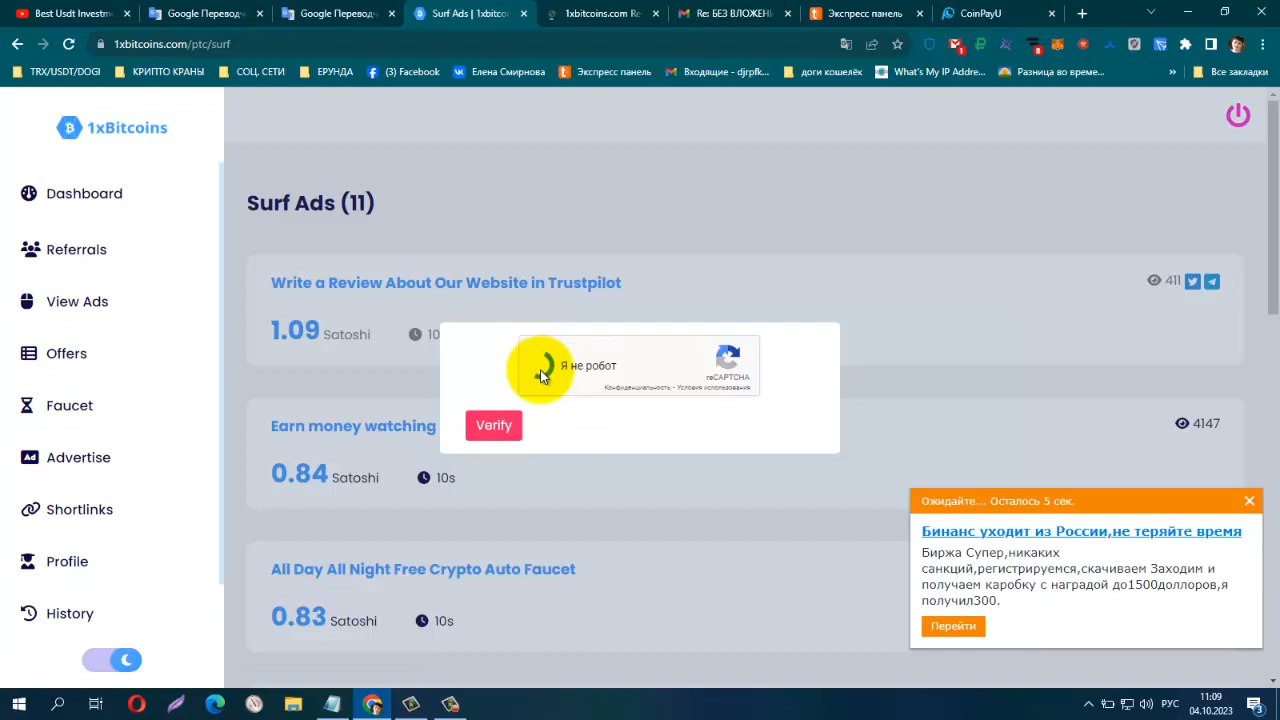 Best Usdt Investm
Google Переводч
Google Переводч
Surf Ads | 1xbitcoi
1xbitcoins.com Re
Re: БЕЗ ВЛОЖЕН
Экспресс панель
CoinPayU
1xbitcoins.com/ptc/surf
TRX/USDT/DOGI
КРИПТО КРАНЫ
СОЦ. СЕТИ
ЕРУНДА
(3) Facebook
Елена Смирнова
Экспресс панель
Входящие - djrpfk...
доги кошелёк
What's My IP Addre...
Разница во време...
Все закладки
1xBitcoins
Dashboard
Referrals
View Ads
Offers
Faucet
Advertise
Shortlinks
Profile
History
Surf Ads (11)
Write a Review About Our Website in Trustpilot
411
1.09 Satoshi
10
Я не робот
reCAPTCHA
Конфиденциальность - Условия использования
Verify
Earn money watching
4147
0.84 Satoshi
10s
All Day All Night Free Crypto Auto Faucet
0.83 Satoshi
10s
Ожидайте... Осталось 5 сек.
Бинанс уходит из России,не теряйте время
Биржа Супер,никаких
санкций,регистрируемся,скачиваем Заходим и
получаем каробку с наградой до1500долларов,я
получил300.
Перейти
РУС
11:09
04.10.2023